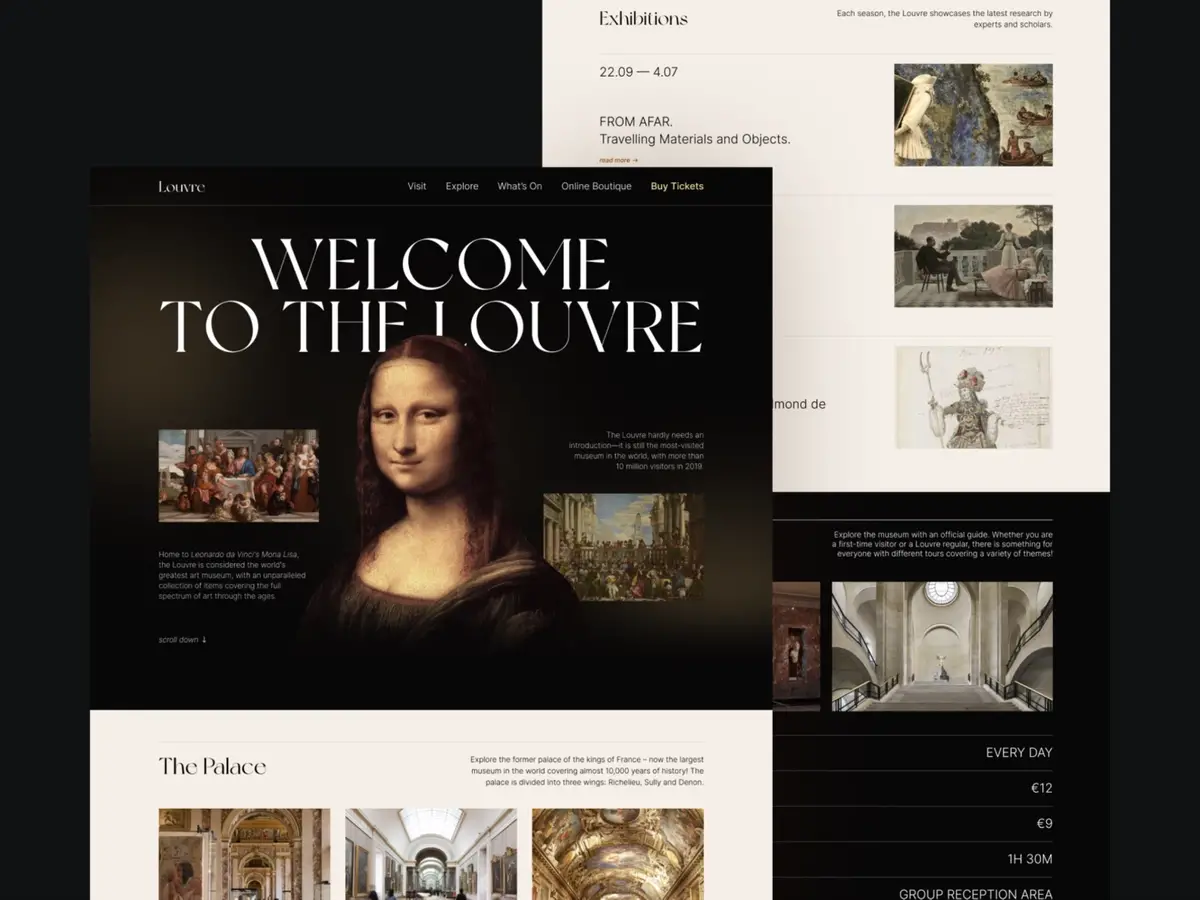 Exhibitions
Each season, the Louvre showcases the latest research by
experts and scholars.
22.09 — 4.07
FROM AFAR.
Travelling Materials and Objects.
read more →
Louvre
Visit
Explore
What's On
Online Boutique
Buy Tickets
WELCOME
TO THE LOUVRE
The Louvre hardly needs an
introduction—it is still the most-visited
museum in the world, with more than
10 million visitors in 2019.
Home to Leonardo da Vinci's Mona Lisa,
the Louvre is considered the world's
greatest art museum, with an unparalleled
collection of items covering the full
spectrum of art through the ages.
scroll down ↓
The Palace
Explore the former palace of the kings of France – now the largest
museum in the world covering almost 10,000 years of history! The
palace is divided into three wings: Richelieu, Sully and Denon.
lmond de
Explore the museum with an official guide. Whether you are
a first-time visitor or a Louvre regular, there is something for
everyone with different tours covering a variety of themes!
EVERY DAY
€12
€9
1H 30M
GROUP RECEPTION AREA